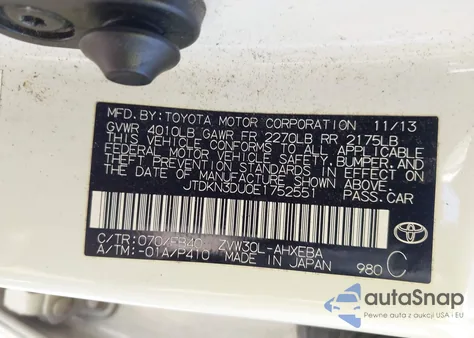 MFD.BY:TOYOTA MOTOR CORPORATION 11/13
GVWR 4010LB GAWR FR 2270LB RR 2175LB
THIS VEHICLE CONFORMS TO ALL APPLICABLE
FEDERAL MOTOR VEHICLE SAFETY, BUMPER,
AND THEFT PREVENTION STANDARDS IN EFFECT ON
THE DATE OF MANUFACTURE SHOWN ABOVE.
JTDKN3DU0E1752551 PASS.CAR
C/TR:070/FB40 ZVW30L-AHXEBA
A/TM:-01A/P410 MADE IN JAPAN 980 C
TOYOTA
autoSnap
Pewne auta z aukcji USA i EU